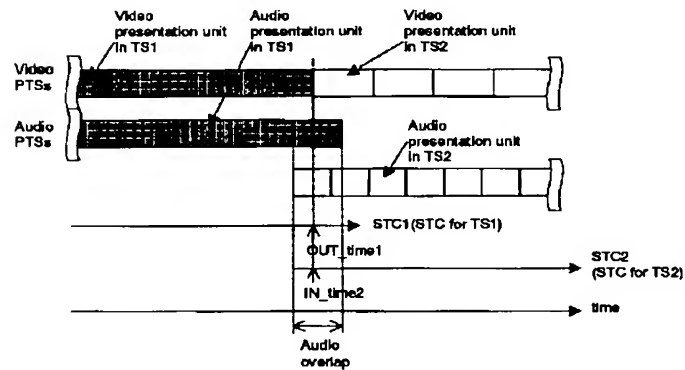 Video
presentation unit
in TS1
Audio
presentation unit
in TS1
Video
presentation unit
in TS2
Video
PTSs
Audio
PTSs
Audio
presentation unit
in TS2
STC1(STC for TS1)
OUT_time1
STC2
(STC for TS2)
IN_time2
time
Audio
overlap